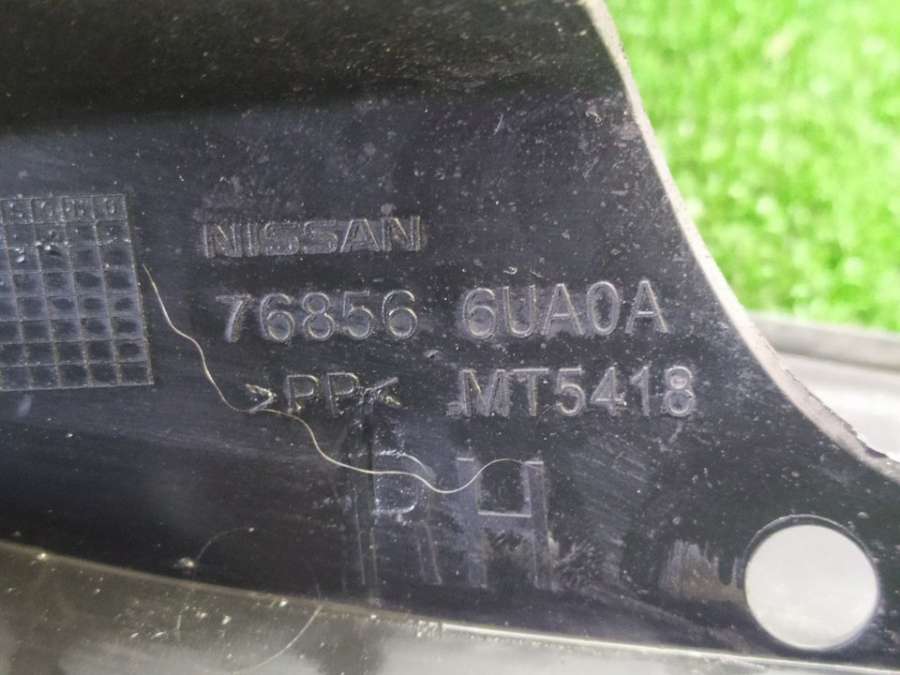 NISSAN
76856 6UA0A
>PP< MT5418
RH